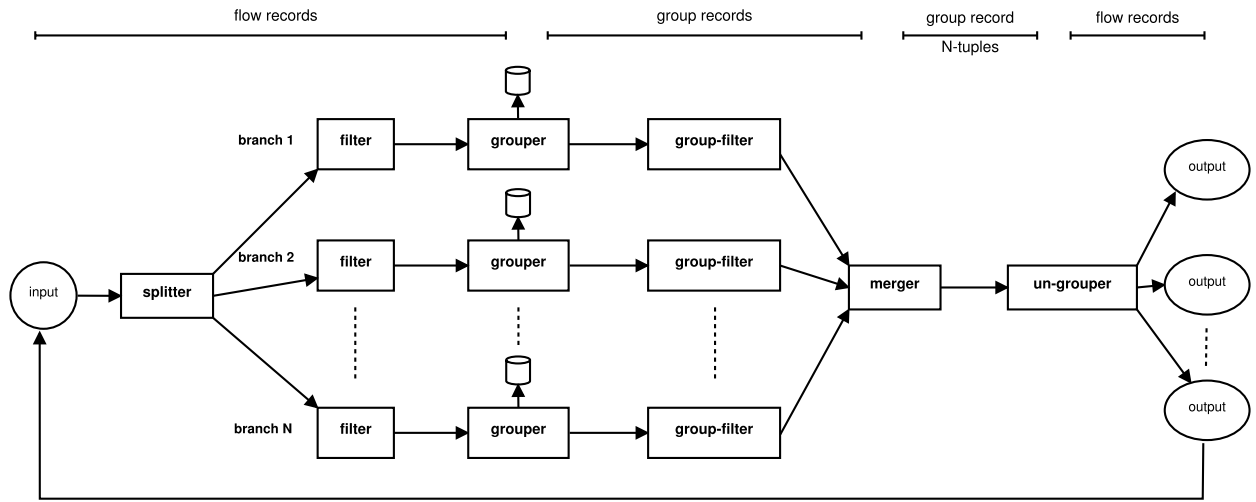 flow records
group records
group record
N-tuples
flow records
branch 1
filter
grouper
group-filter
output
branch 2
filter
grouper
group-filter
input
splitter
merger
un-grouper
output
branch N
filter
grouper
group-filter
output